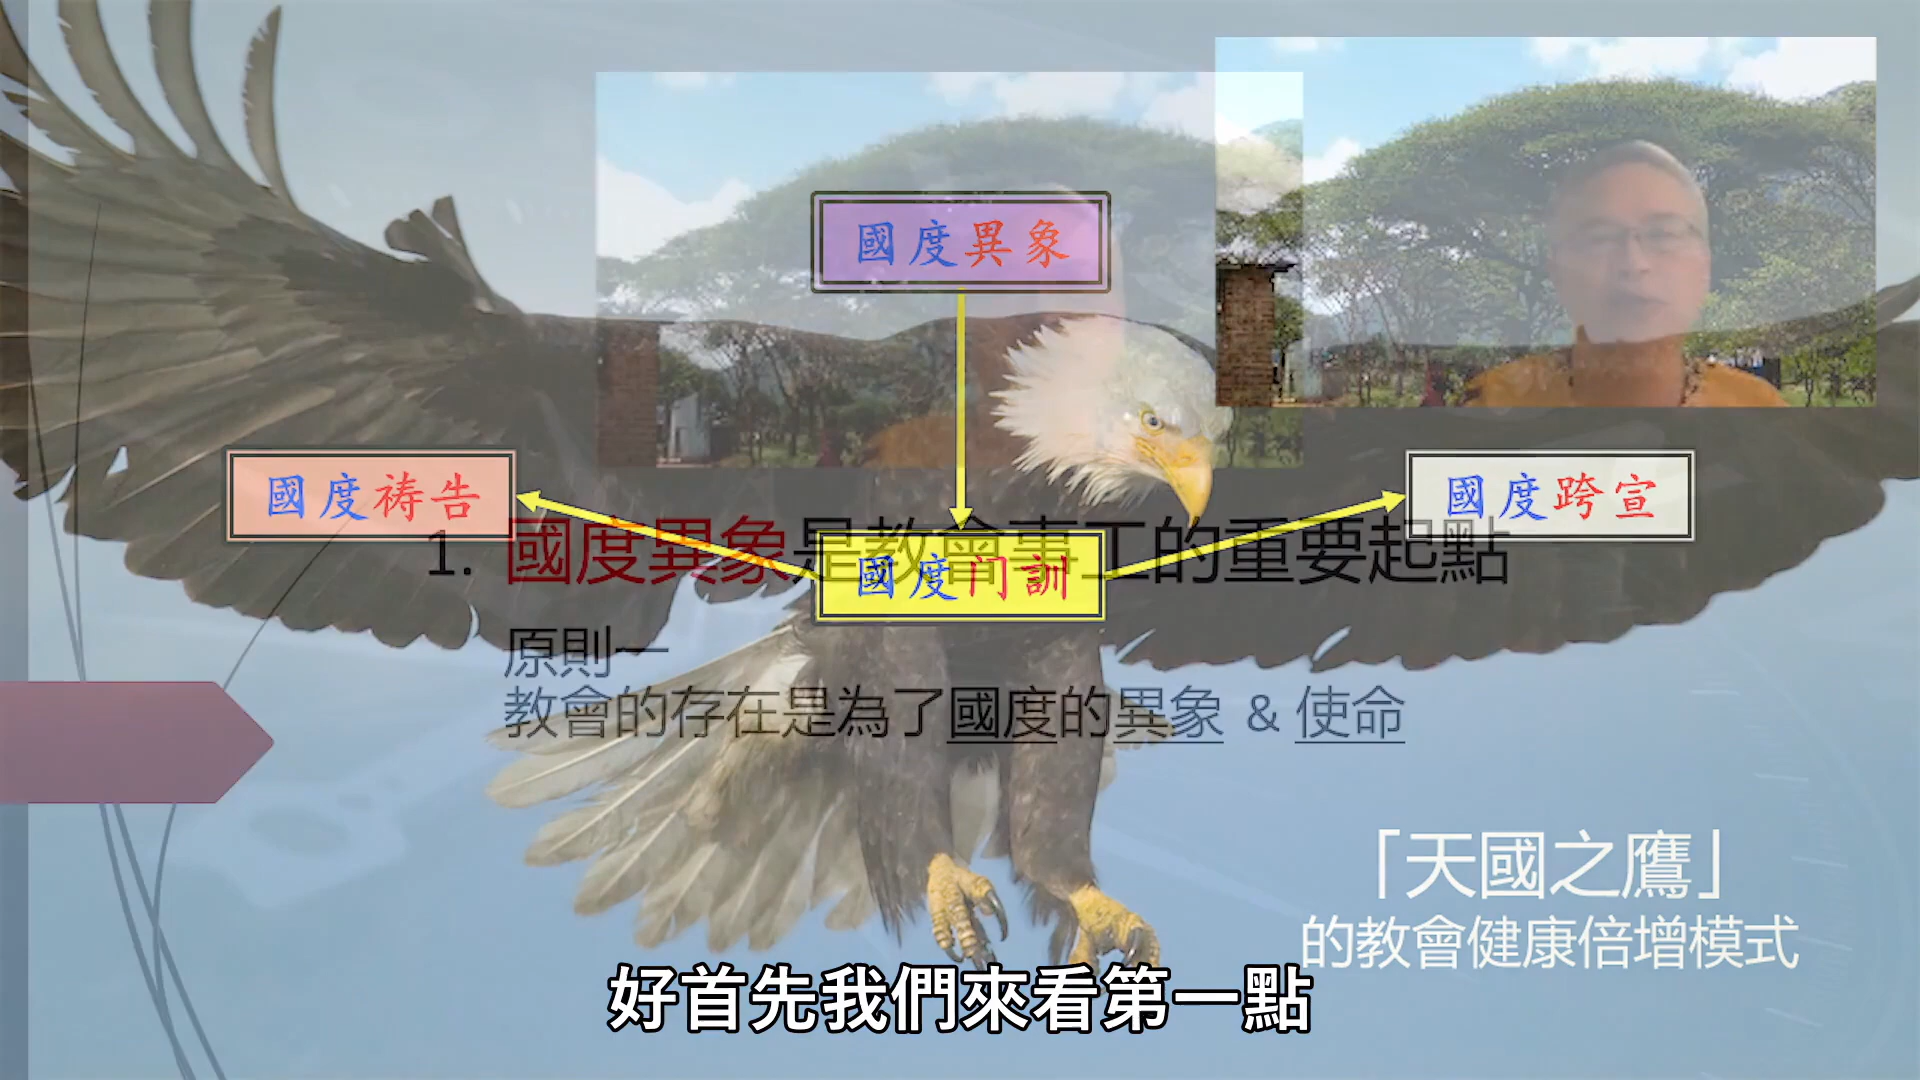 國度異象
國度祷告
國度跨宣
國度门訓
1. 國度異象是教會事工的重要起點
原則一
教會的存在是為了國度的異象 & 使命
「天國之鷹」
的教會健康倍增模式
好首先我們來看第一點